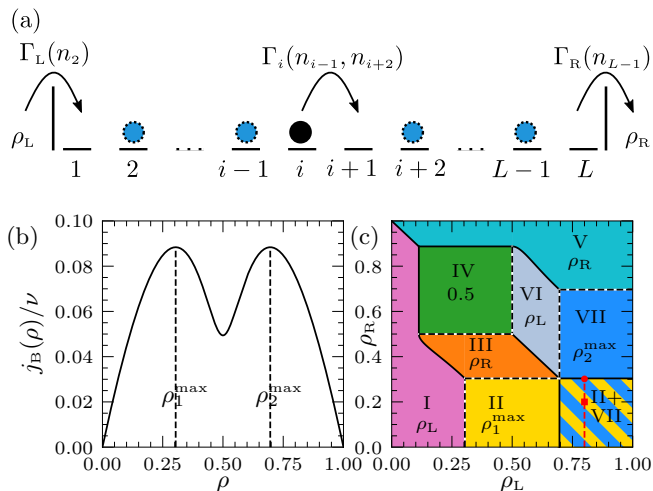 (a)
Γ_L(n_2) Γ_i(n_{i−1}, n_{i+2}) Γ_R(n_{L−1})
ρ_L ρ_R
1 2 ... i − 1 i i + 1 i + 2 ... L − 1 L
(b)
0.10
0.08
0.06
0.04
0.02
0.00
j_B(ρ)/ν
ρ_1^max ρ_2^max
0.00 0.25 0.50 0.75 1.00
ρ
(c)
1.0
0.8
0.6
0.4
0.2
0.0
ρ_R
V
ρ_R
IV
0.5
VI
ρ_L
VII
ρ_2^max
III
ρ_R
I
ρ_L
II
ρ_1^max
II+
VII
0.00 0.25 0.50 0.75 1.00
ρ_L